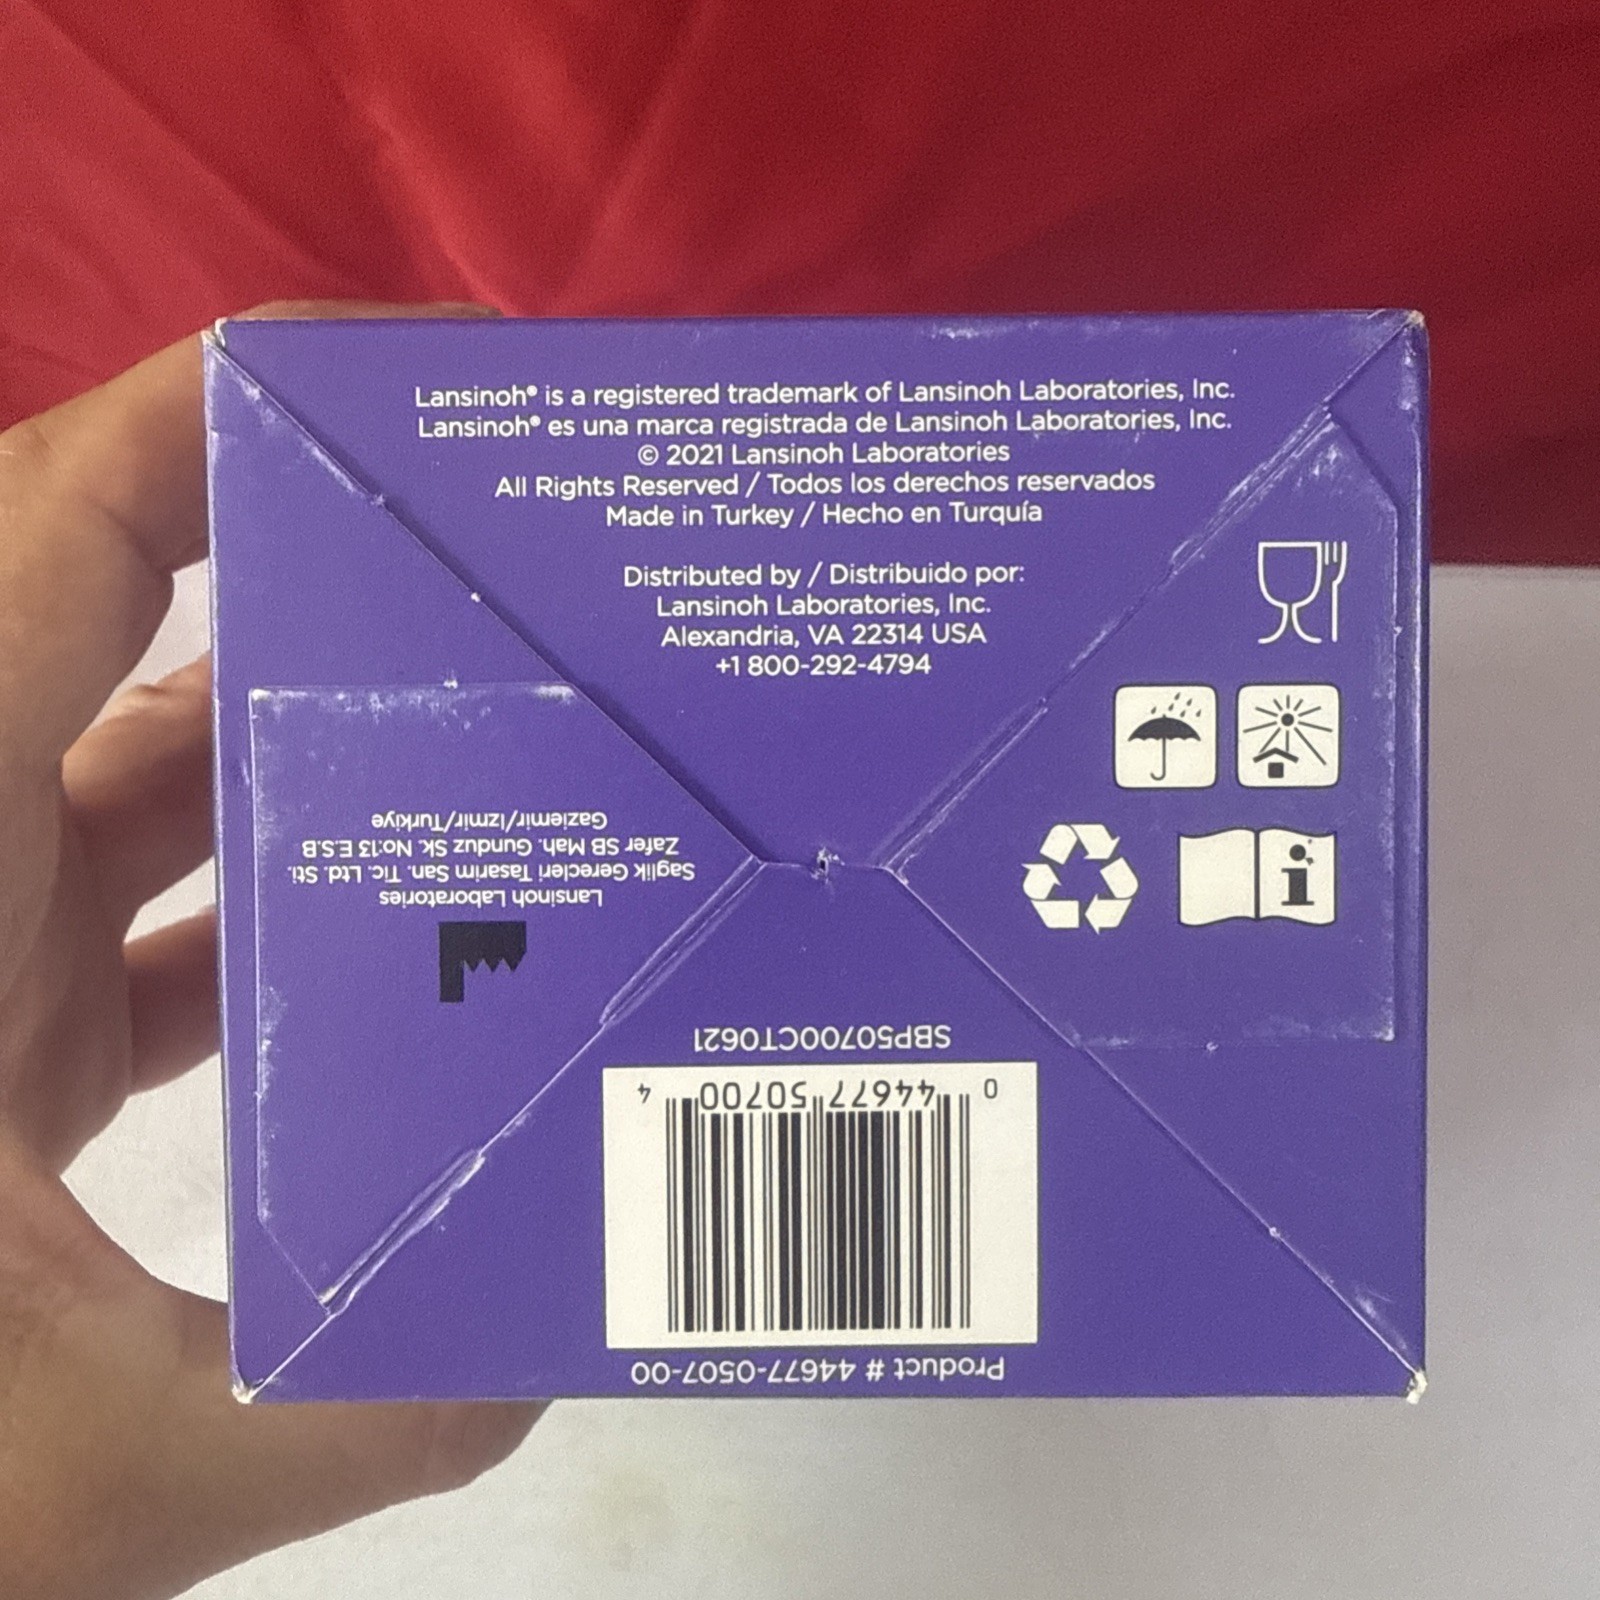 Lansinoh® is a registered trademark of Lansinoh Laboratories, Inc.
Lansinoh® es una marca registrada de Lansinoh Laboratories, Inc.
© 2021 Lansinoh Laboratories
All Rights Reserved / Todos los derechos reservados
Made in Turkey / Hecho en Turquía
Distributed by / Distribuido por:
Lansinoh Laboratories, Inc.
Alexandria, VA 22314 USA
+1 800-292-4794
Lansinoh Laboratories
Saglik Gerecleri Tasarim San. Tic. Ltd. Sti.
Zafer SB Mah. Gunduz Sk. No:13 E.S.B
Gaziemir/Izmir/Turkiye
Product # 44677-0507-00
0 44677 50700 4
SBP50700CT0621